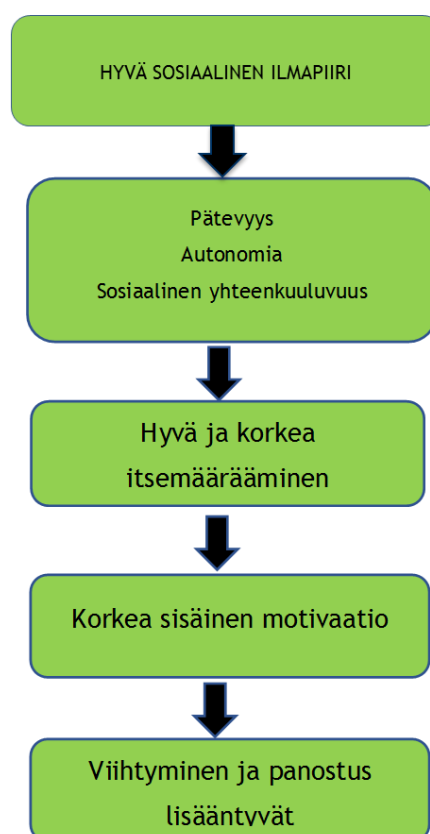 HYVÄ SOSIAALINEN ILMAPIIRI
Pätevyys
Autonomia
Sosiaalinen yhteenkuuluvuus
Hyvä ja korkea
itsemäärääminen
Korkea sisäinen motivaatio
Viihtyminen ja panostus
lisääntyvät